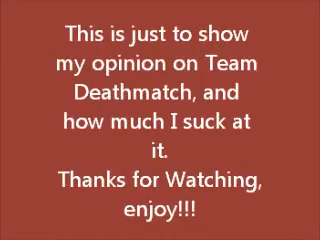 This is just to show
my opinion on Team
Deathmatch, and
how much I suck at
it.
Thanks for Watching,
enjoy!!!